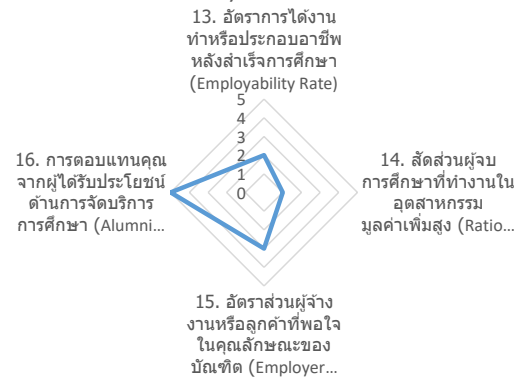 13. อัตราการได้งาน
ทำหรือประกอบอาชีพ
หลังสำเร็จการศึกษา
(Employability Rate)
5
4
3
2
1
0
16. การตอบแทนคุณ
จากผู้ได้รับประโยชน์
ด้านการจัดบริการ
การศึกษา (Alumni…
14. สัดส่วนผู้จบ
การศึกษาที่ทำงานใน
อุตสาหกรรม
มูลค่าเพิ่มสูง (Ratio…
15. อัตราส่วนผู้จ้าง
งานหรือลูกค้าที่พอใจ
ในคุณลักษณะของ
บัณฑิต (Employer…